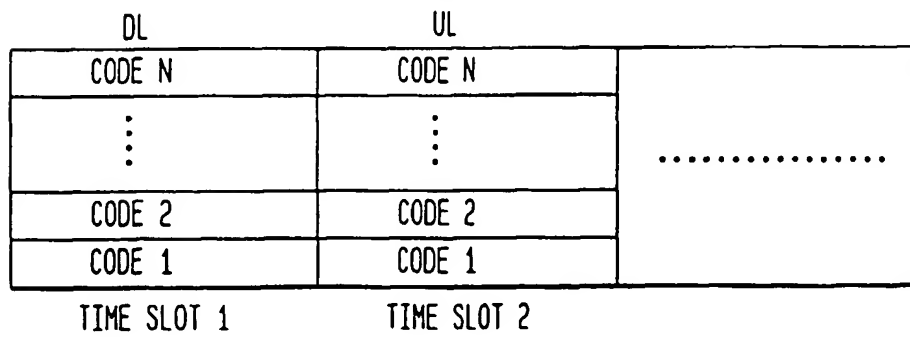 DL UL
CODE N CODE N
CODE 2 CODE 2
CODE 1 CODE 1
TIME SLOT 1 TIME SLOT 2